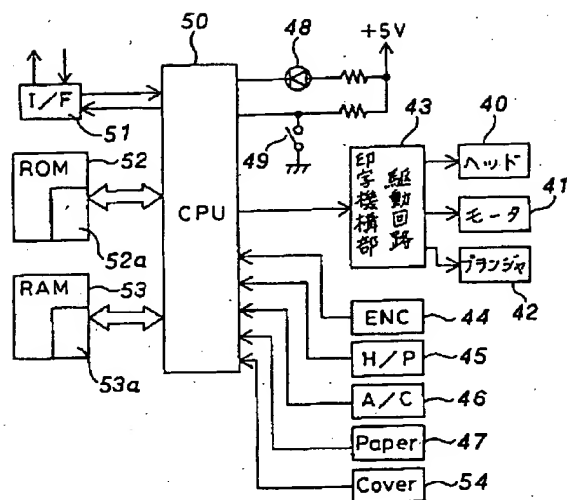 50
48
+5V
I/F
51
49
43
40
ヘッド
印字機構部
駆動回路
モータ
41
プランジャ
42
ROM
52
52a
CPU
RAM
53
53a
ENC
44
H/P
45
A/C
46
Paper
47
Cover
54